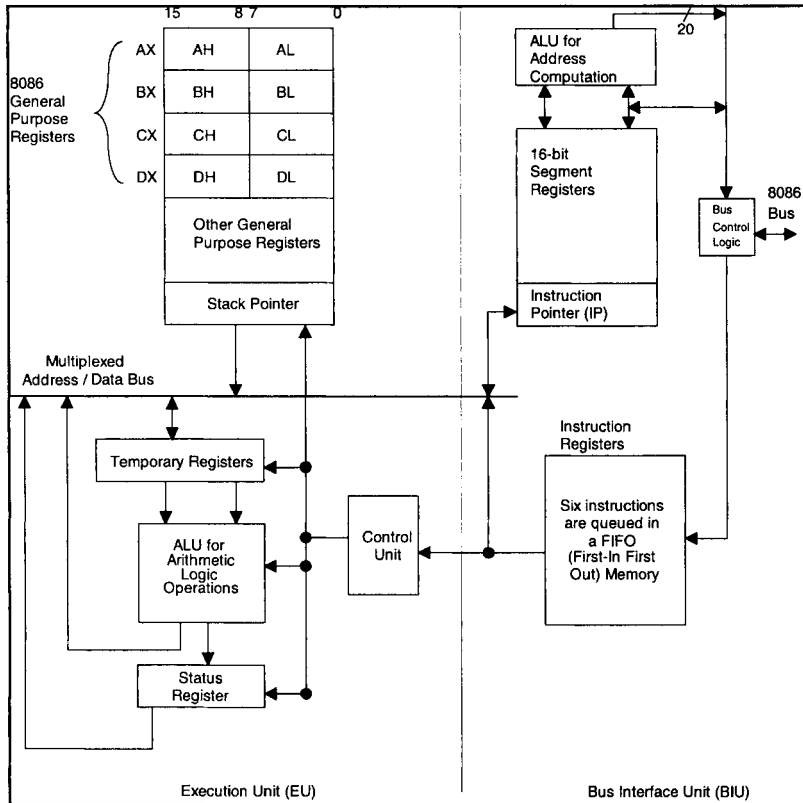 15 8 7 0
20
8086
General
Purpose
Registers
AX AH AL
BX BH BL
CX CH CL
DX DH DL
Other General
Purpose Registers
Stack Pointer
ALU for
Address
Computation
16-bit
Segment
Registers
Instruction
Pointer (IP)
Bus
Control
Logic
8086
Bus
Multiplexed
Address / Data Bus
Temporary Registers
ALU for
Arithmetic
Logic
Operations
Status
Register
Control
Unit
Instruction
Registers
Six instructions
are queued in
a FIFO
(First-In First
Out) Memory
Execution Unit (EU)
Bus Interface Unit (BIU)